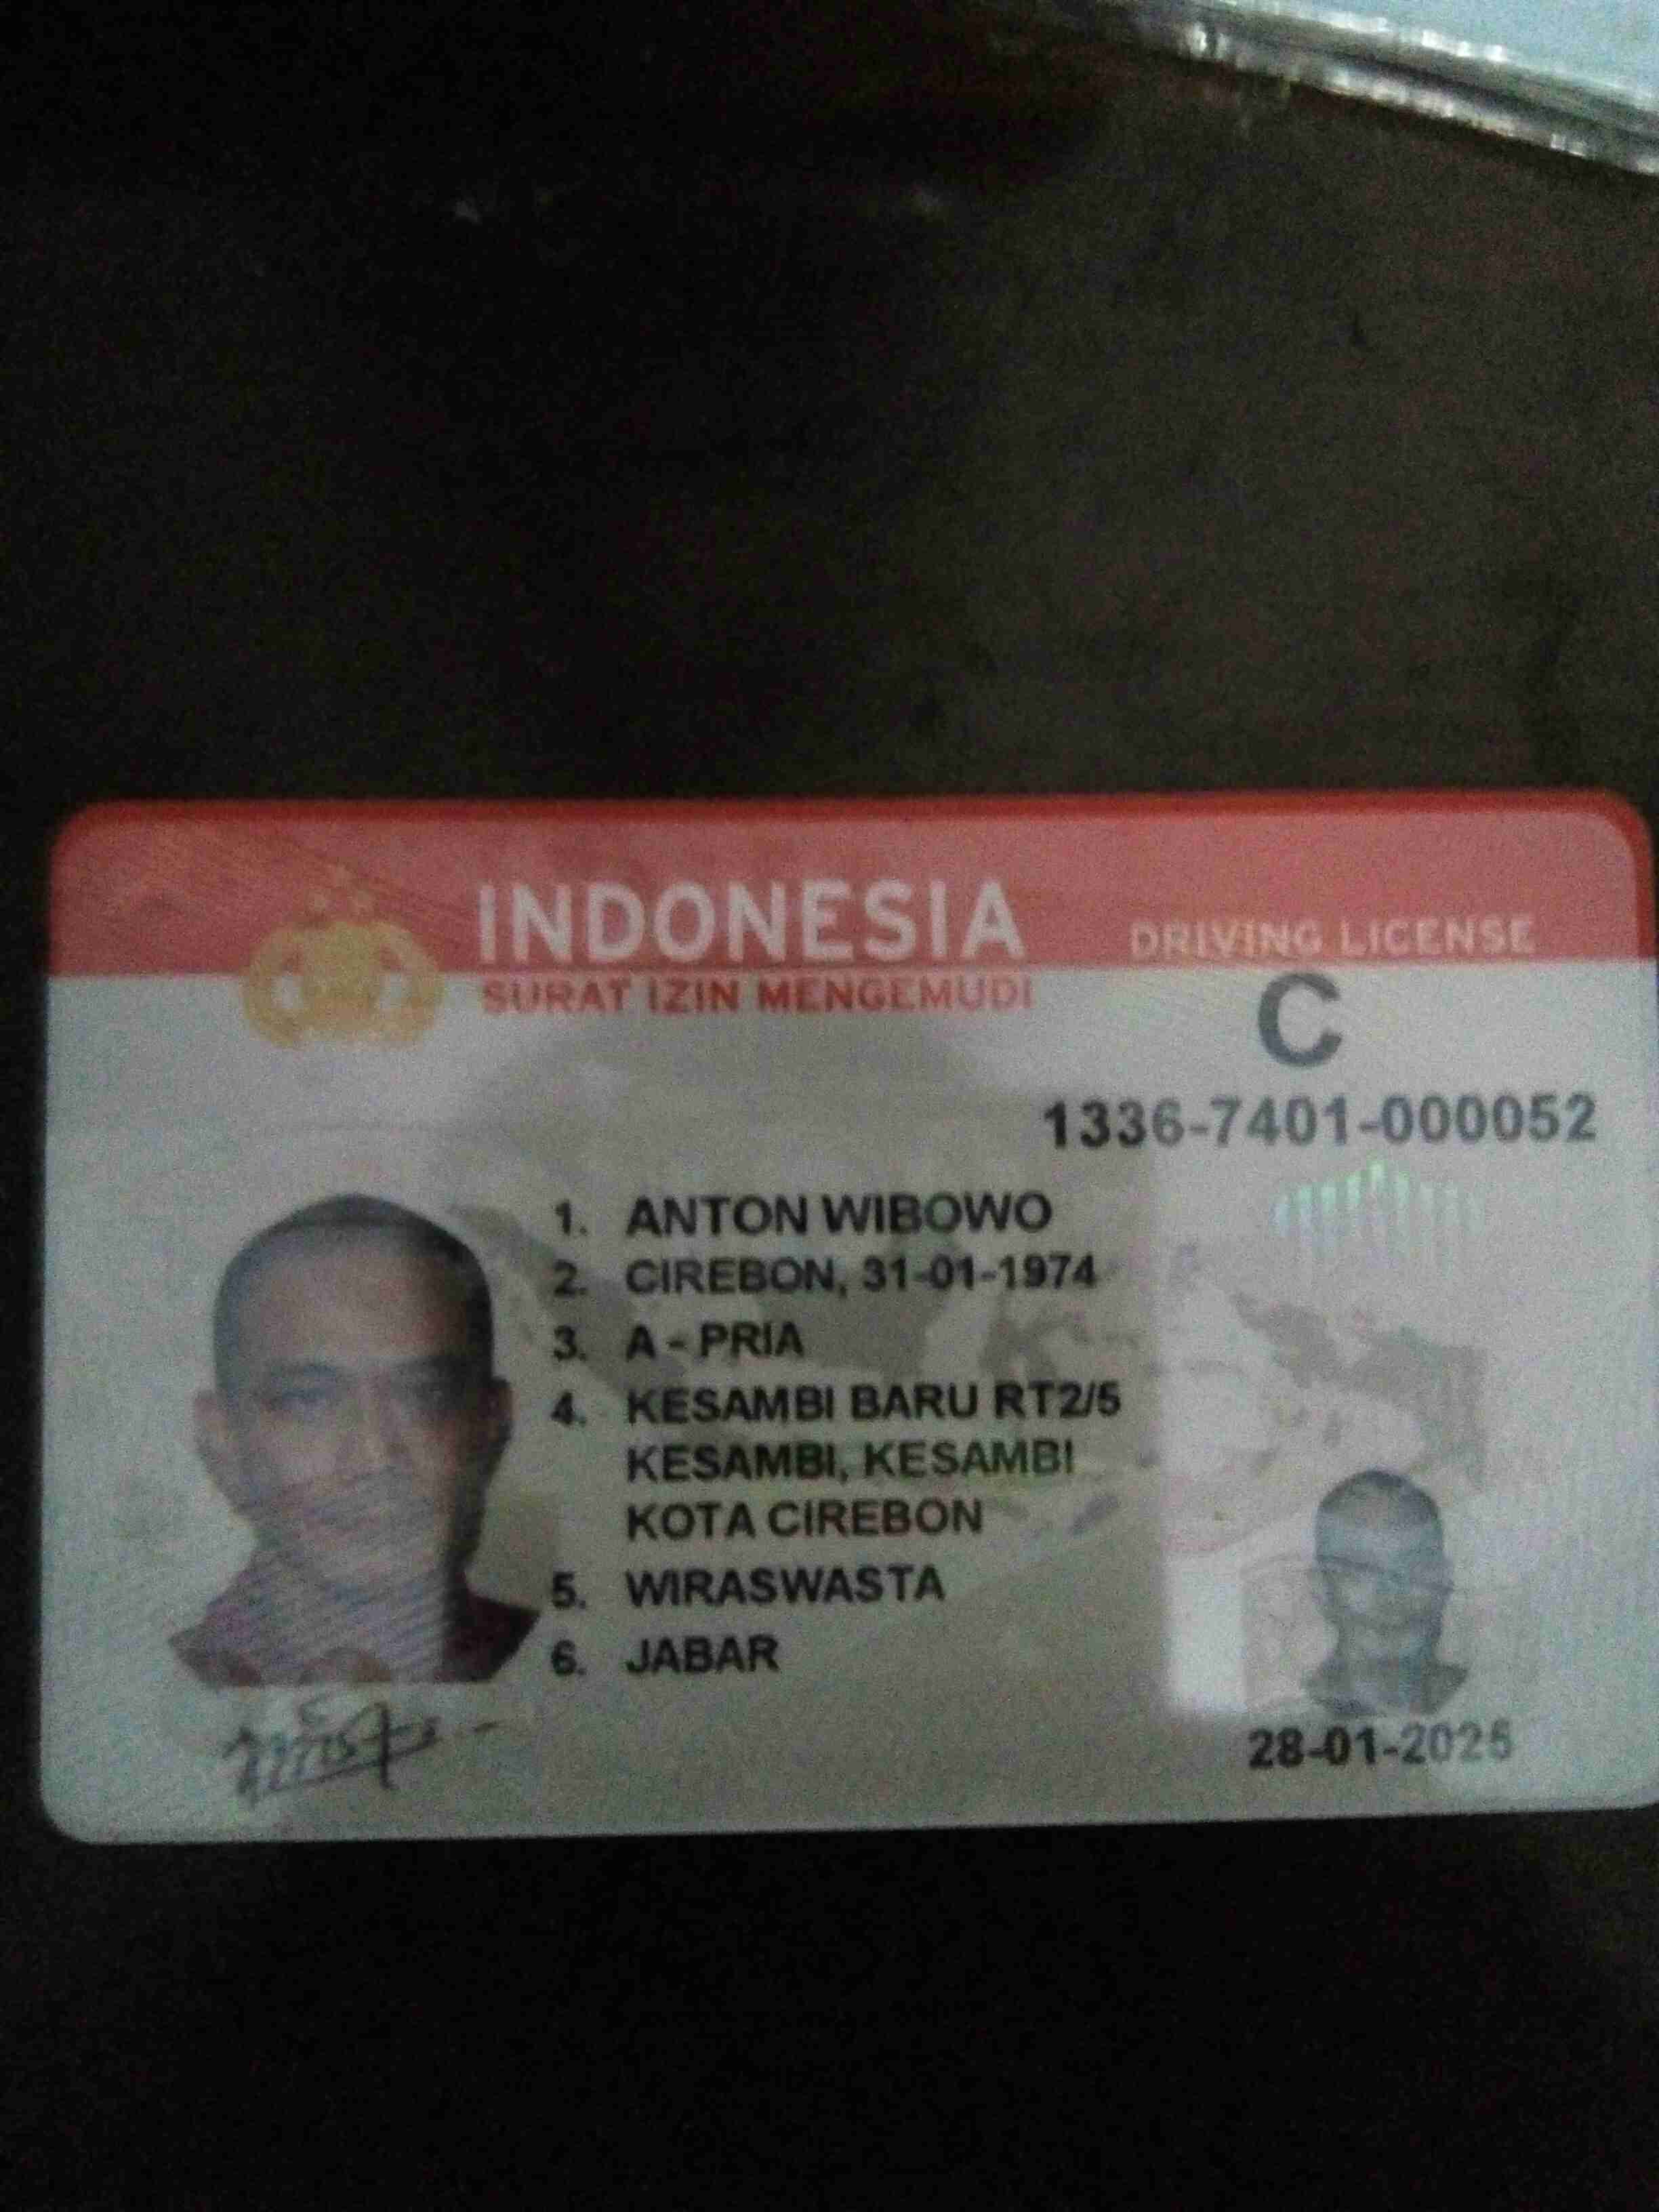 INDONESIA
DRIVING LICENSE
SURAT IZIN MENGEMUDI
C
1336-7401-000052
1. ANTON WIBOWO
2. CIREBON, 31-01-1974
3. A - PRIA
4. KESAMBI BARU RT2/5
KESAMBI, KESAMBI
KOTA CIREBON
5. WIRASWASTA
6. JABAR
28-01-2025